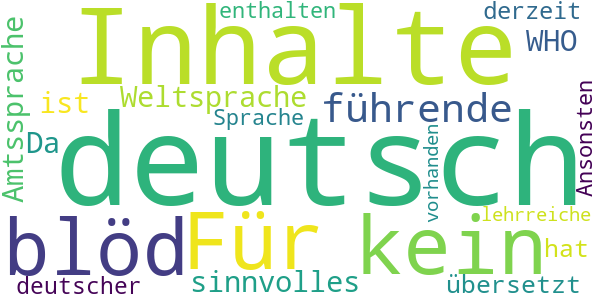 enthalten derzeit
Inhalte WHO
Amtssprache
ist Weltsprache führende
Ansonsten
Da Sprache
deutsch
vorhanden
blöd Für kein
lehrreiche
hat
deutscher sinnvolles übersetzt